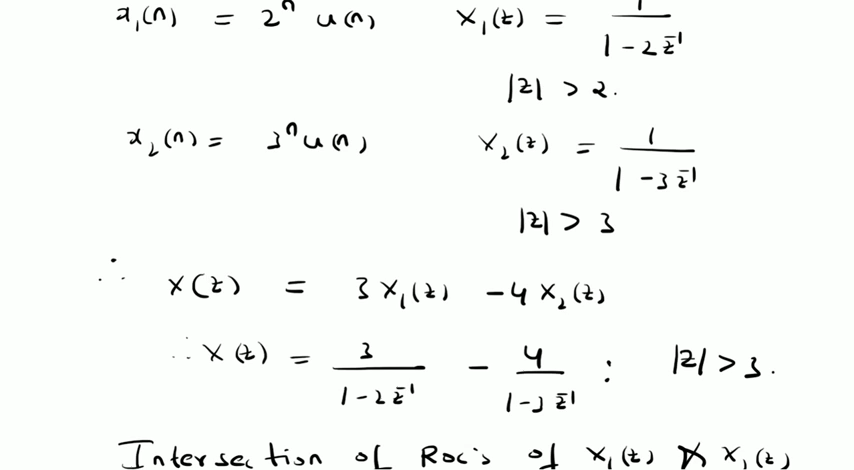 x₁(n) = 2ⁿ u(n) X₁(z) = 1 / (1 - 2z⁻¹)
|z| > 2.
x₂(n) = 3ⁿ u(n) X₂(z) = 1 / (1 - 3z⁻¹)
|z| > 3
∴ X(z) = 3 X₁(z) - 4 X₂(z)
∴ X(z) = 3 / (1 - 2z⁻¹) - 4 / (1 - 3z⁻¹) : |z| > 3.
Intersection of Roc's of X₁(z) X₁(z)